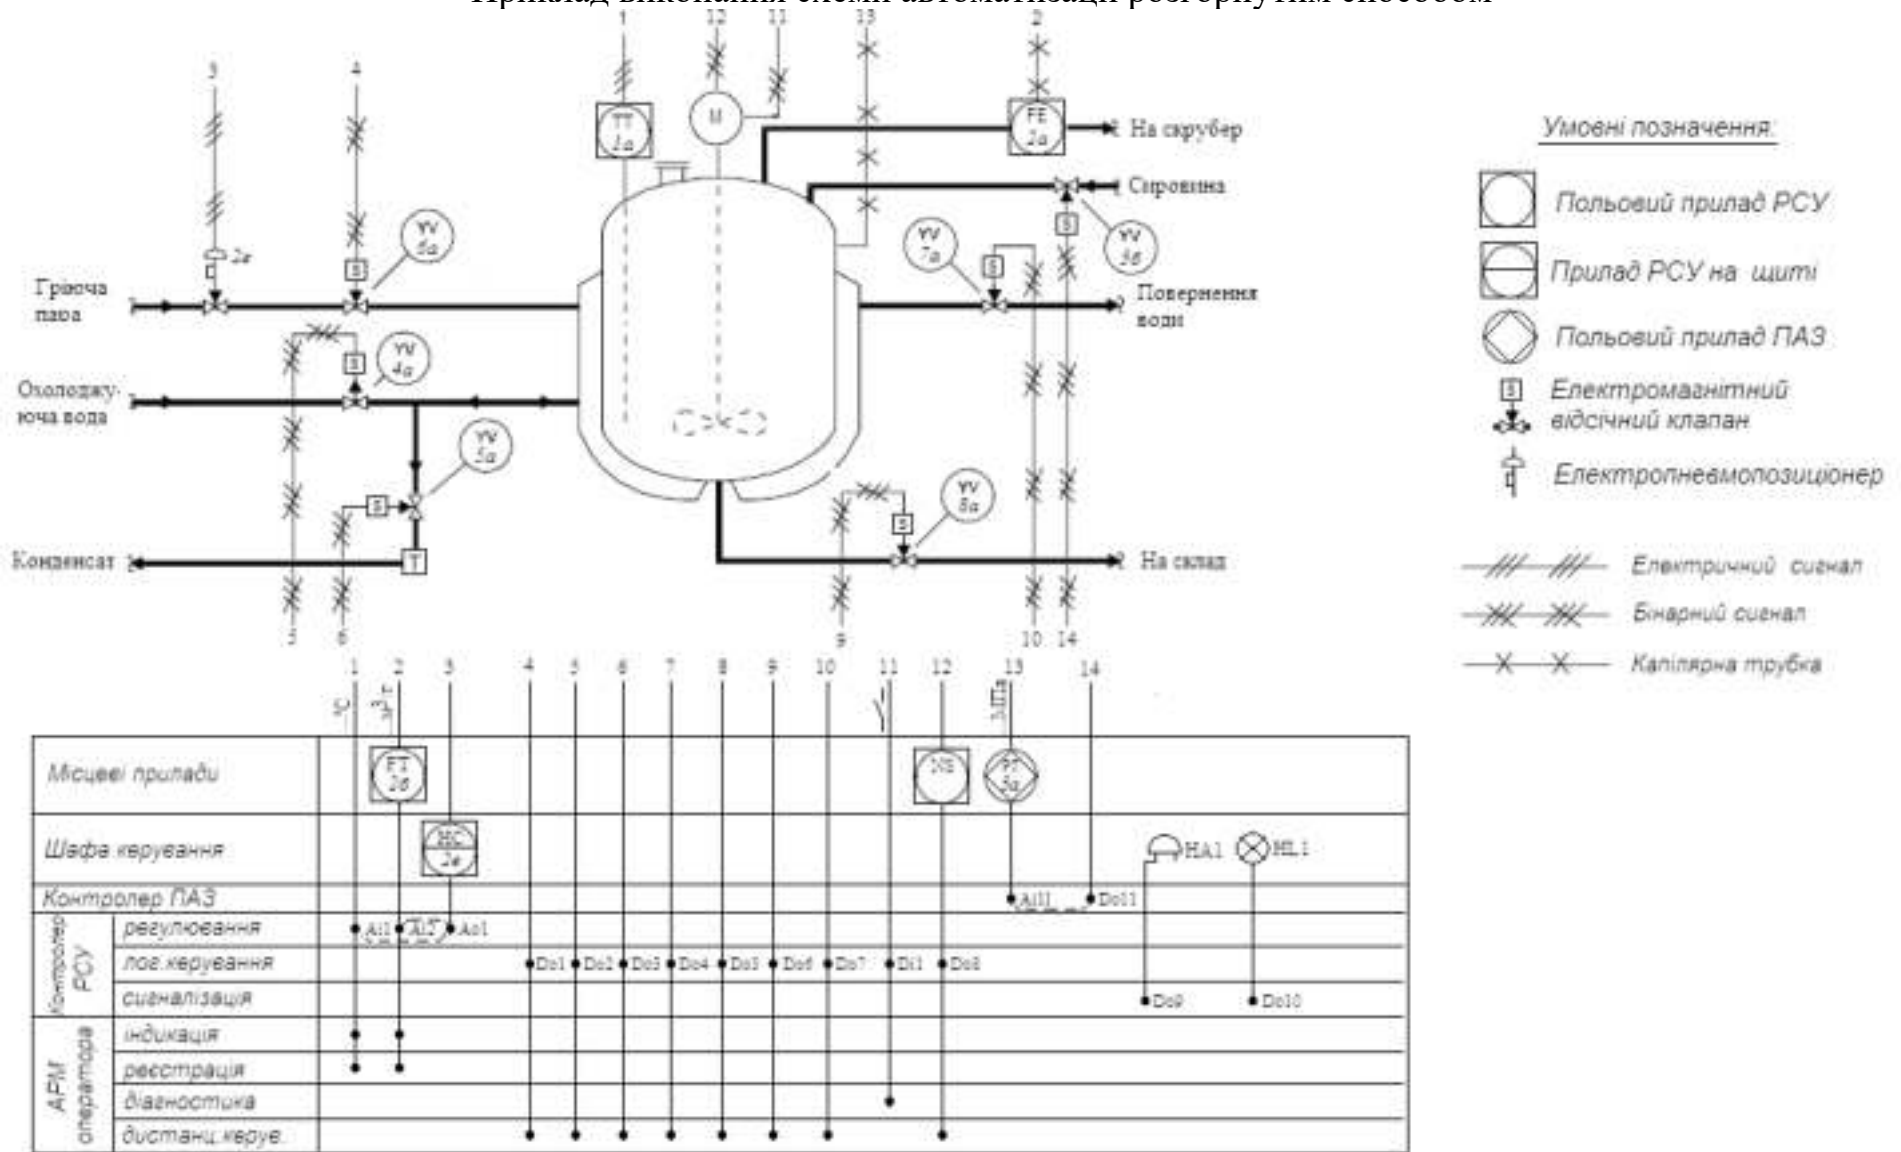 Приклад виконання схеми автоматизації розгорнутим способом
1 12 11 13 2
3 4
TT
1а
M
FE
2а
На скрубер
Сировина
YV
6а
YV
7а
YV
3б
2г
S
S
S
Гріюча
пара
Повернення
води
YV
4а
S
Охолоджу-
юча вода
YV
5а
S
YV
8а
S
Конденсат
T
На склад
5 6 9 10 14
Умовні позначення:
Польовий прилад РСУ
Прилад РСУ на щиті
Польовий прилад ПАЗ
S
Електромагнітний
відсічний клапан
Електропневмопозиціонер
Електричний сигнал
Бінарний сигнал
Капілярна трубка
1 2 3 4 5 6 7 8 9 10 11 12 13 14
°C
МПа
Місцеві прилади
FT
2б
NS
PT
3а
Шафа керування
HC
2в
HA1
HL1
Контролер ПАЗ
Ai11
Do11
Контролер
РСУ
регулювання
Ai1 Ai2 Ao1
лог.керування
Do1 Do2 Do3 Do4 Do5 Do6 Do7 Di1 Do8
сигналізація
Do9 Do10
АРМ
оператора
індикація
реєстрація
діагностика
дистанц.керув.